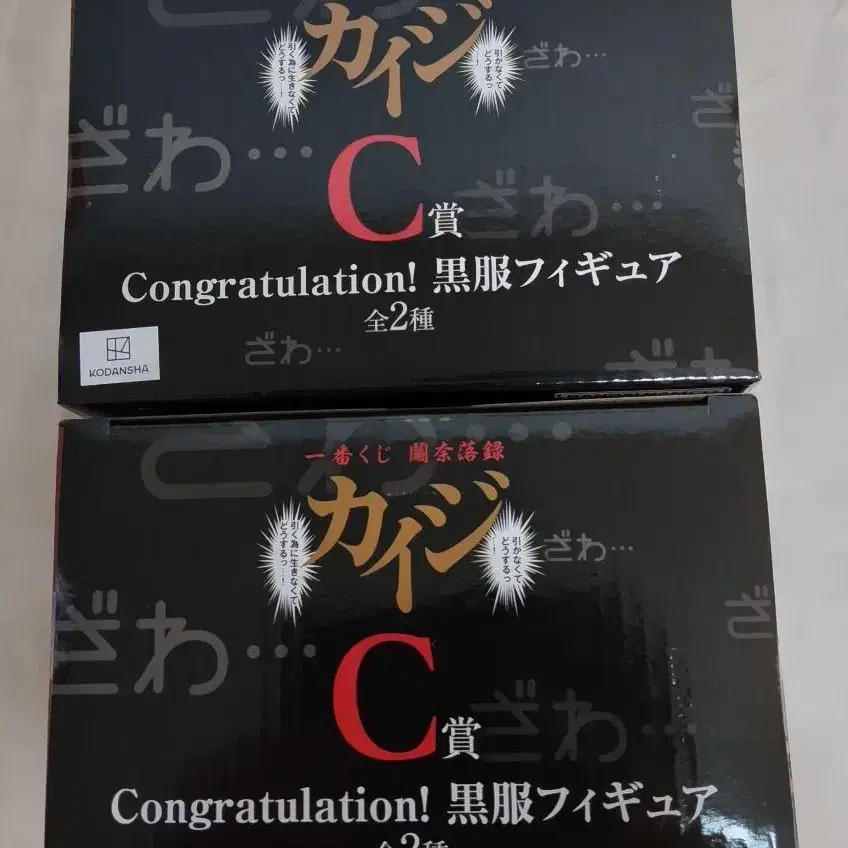 カイジ
引く為に生きなくて
どうするっ…!
引かなくて
どうするっ
…!
ざわ…
ざわ…
ざわ…
C賞
Congratulation! 黒服フィギュア
全2種
ざわ…
ざわ
KODANSHA
一番くじ 闇奈落録
カイジ
引く為に生きなくて
どうするっ…!
引かなくて
どうするっ
…!
ざわ…
ざわ…
ざわ…
C賞
Congratulation! 黒服フィギュア
全2種